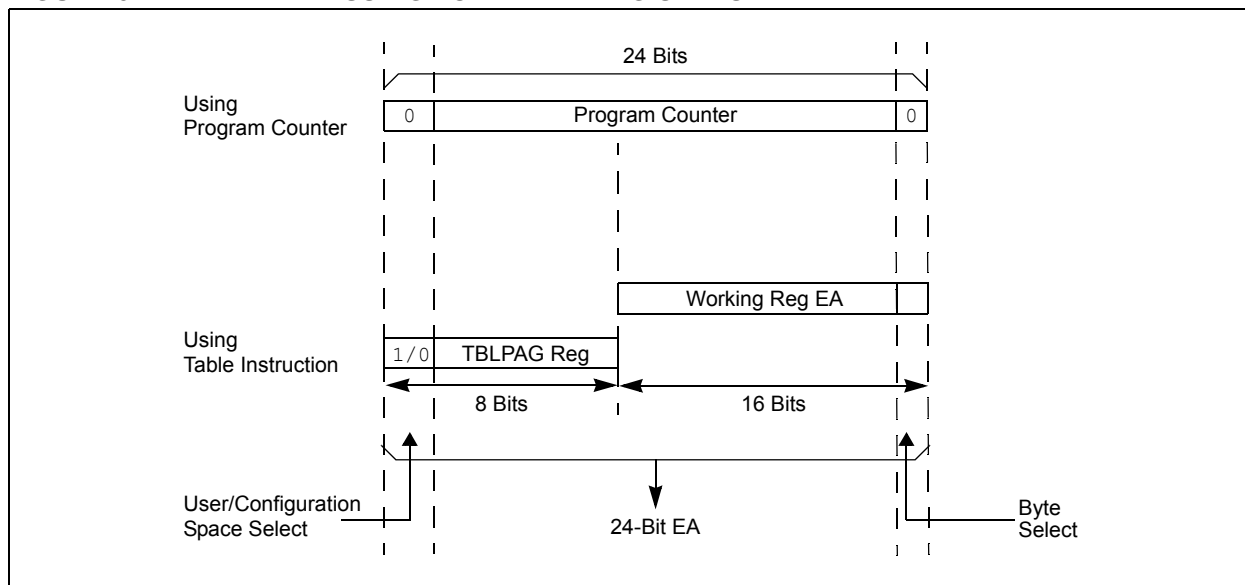 24 Bits
Using
Program Counter
0
Program Counter
0
Working Reg EA
Using
Table Instruction
1/0
TBLPAG Reg
8 Bits
16 Bits
User/Configuration
Space Select
24-Bit EA
Byte
Select